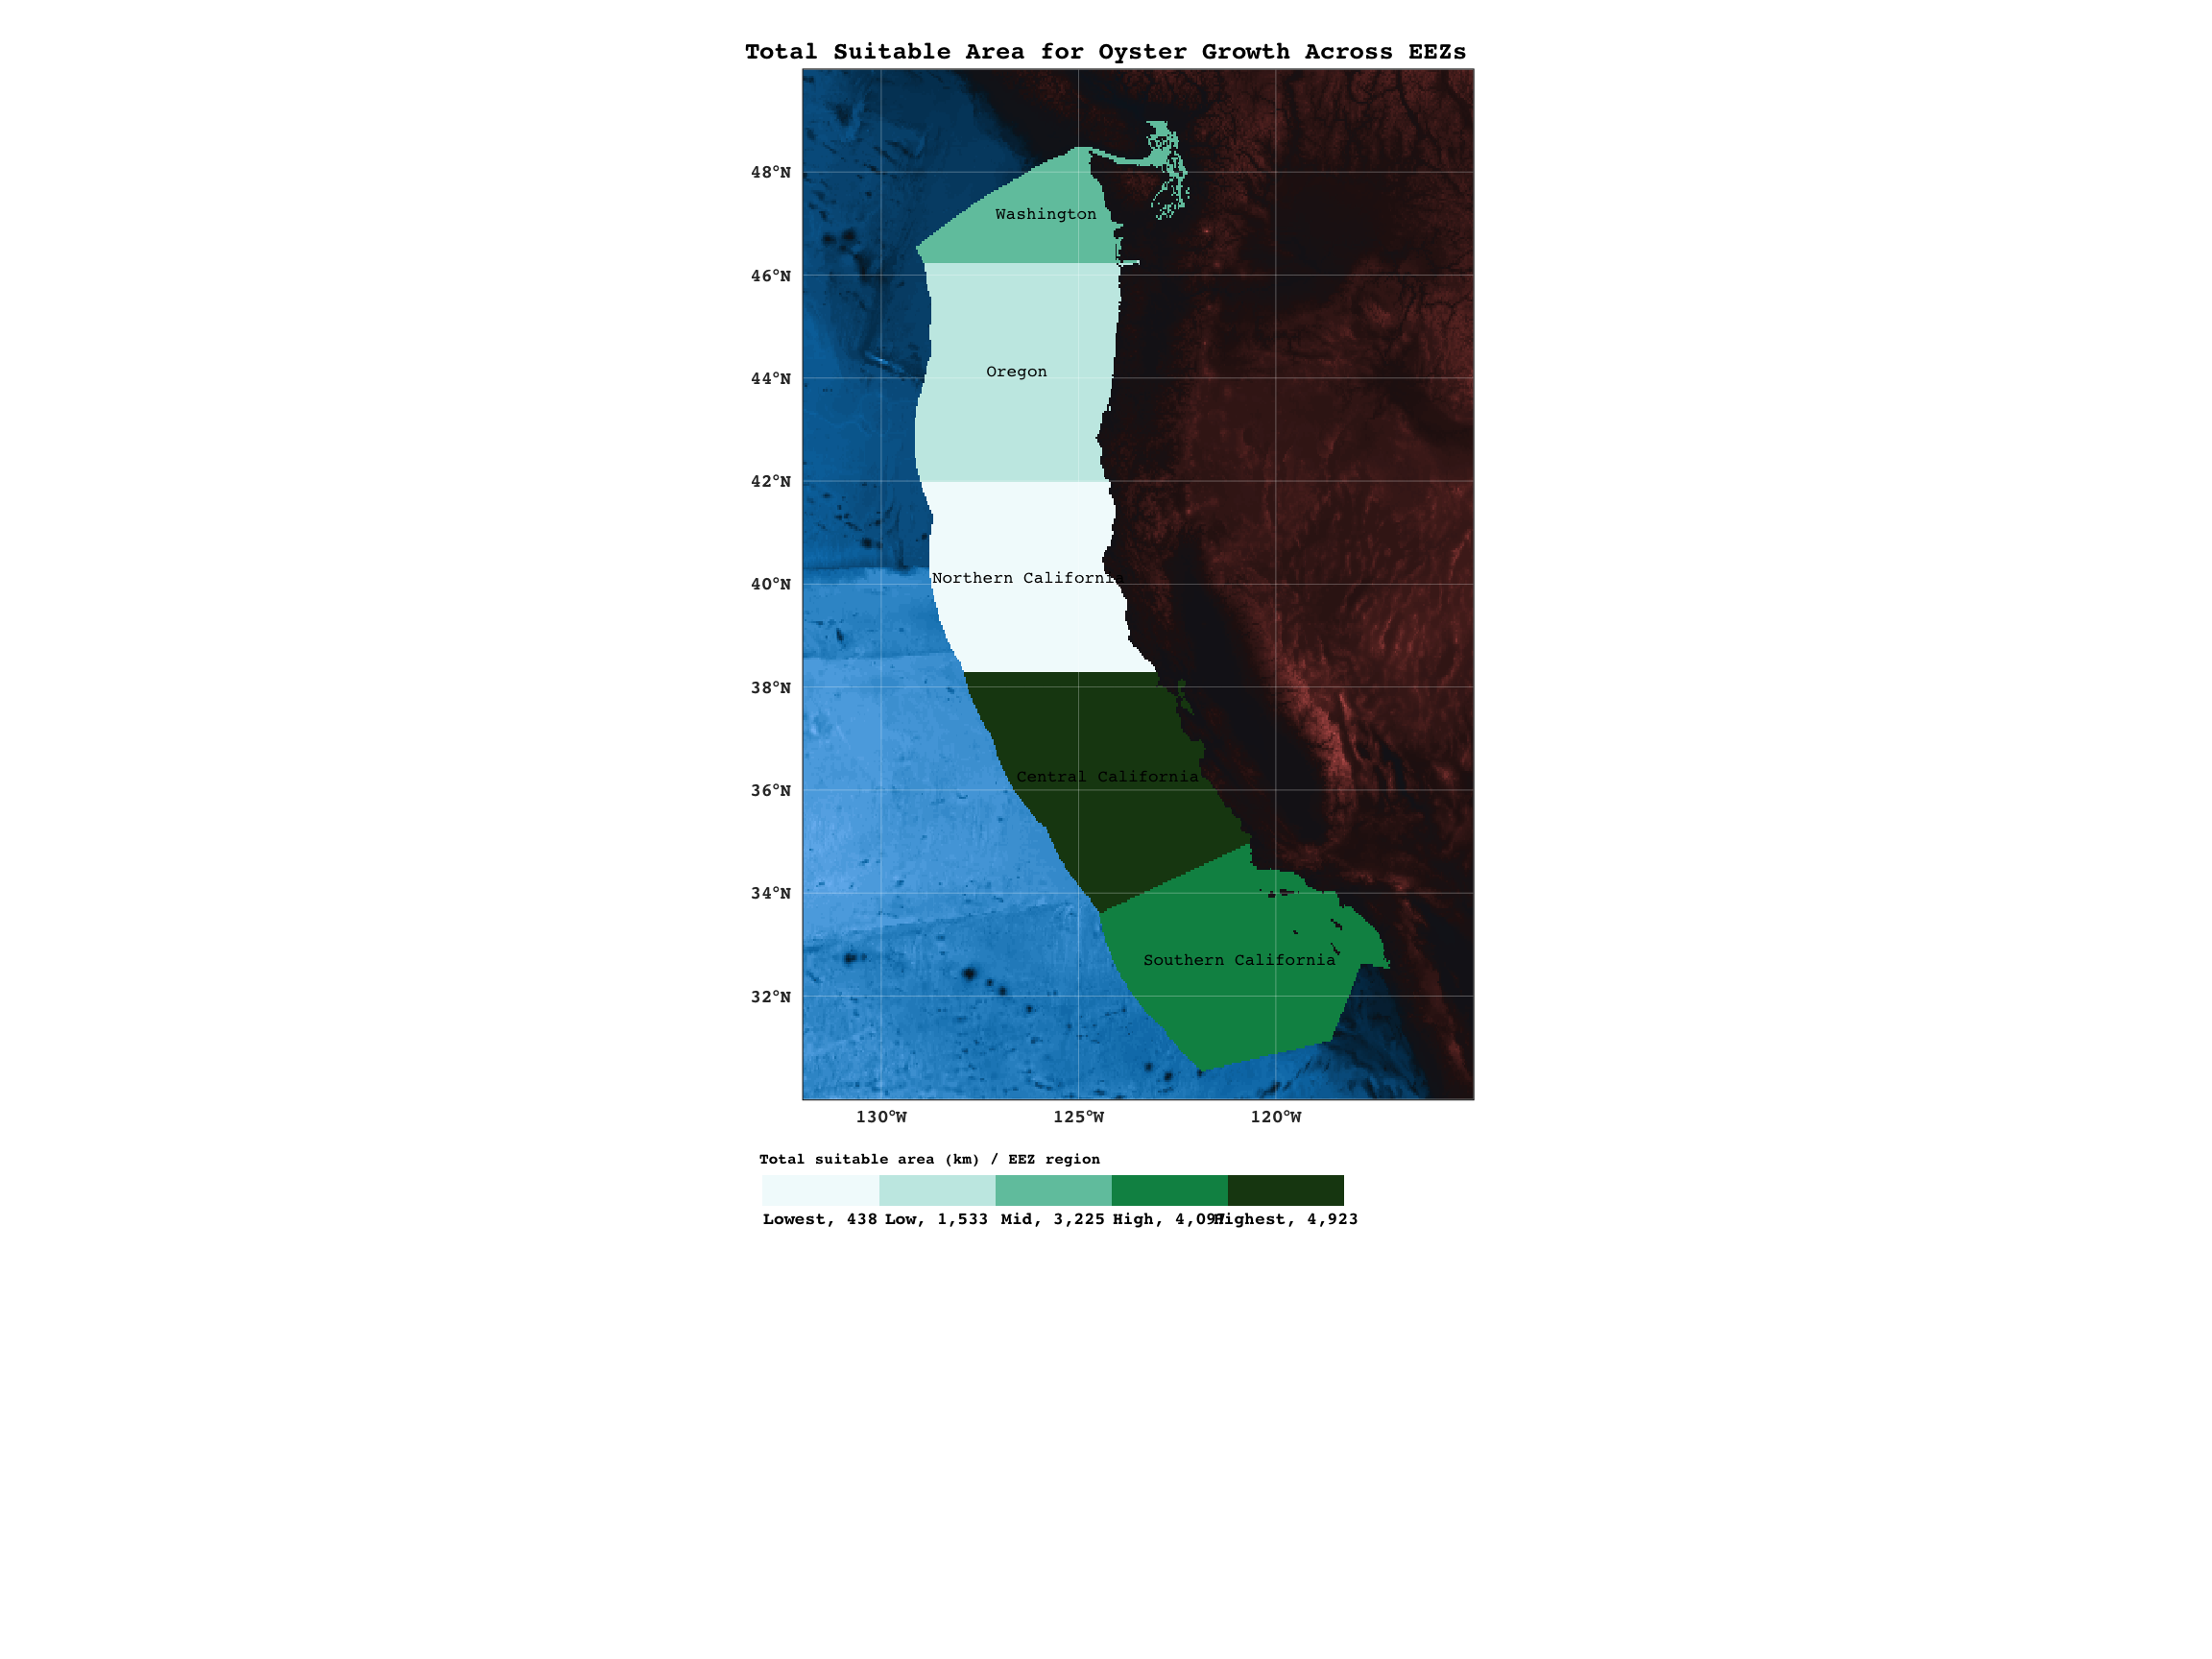 Total Suitable Area for Oyster Growth Across EEZs
48°N
Washington
46°N
Oregon
44°N
42°N
Northern California
40°N
38°N
Central California
36°N
34°N
Southern California
32°N
130°W 125°W 120°W
Total suitable area (km) / EEZ region
Lowest, 438 Low, 1,533 Mid, 3,225 High, 4,097 Highest, 4,923